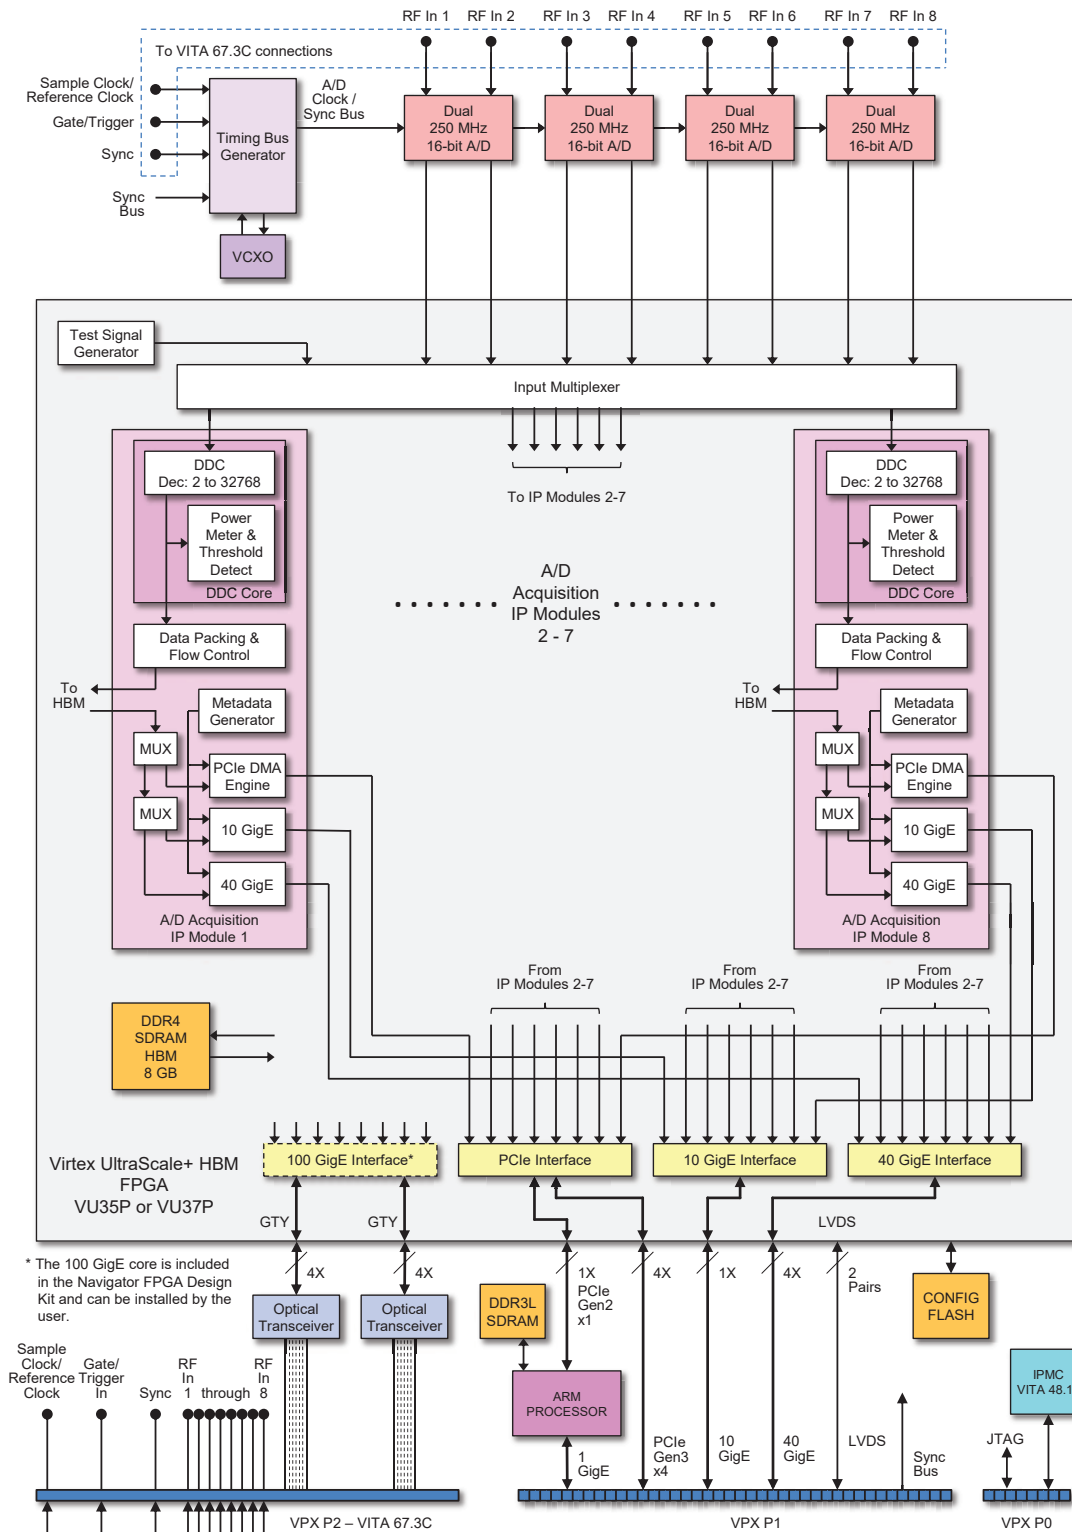 RF In 1 RF In 2 RF In 3 RF In 4 RF In 5 RF In 6 RF In 7 RF In 8
To VITA 67.3C connections
Sample Clock/
Reference Clock
Gate/Trigger
Sync
Sync
Bus
Timing Bus
Generator
VCXO
A/D
Clock /
Sync Bus
Dual
250 MHz
16-bit A/D
Dual
250 MHz
16-bit A/D
Dual
250 MHz
16-bit A/D
Dual
250 MHz
16-bit A/D
Test Signal
Generator
Input Multiplexer
To IP Modules 2-7
DDC
Dec: 2 to 32768
Power
Meter &
Threshold
Detect
DDC Core
Data Packing &
Flow Control
To
HBM
Metadata
Generator
MUX
PCIe DMA
Engine
MUX
10 GigE
40 GigE
A/D Acquisition
IP Module 1
A/D
Acquisition
IP Modules
2 - 7
DDC
Dec: 2 to 32768
Power
Meter &
Threshold
Detect
DDC Core
Data Packing &
Flow Control
To
HBM
Metadata
Generator
MUX
PCIe DMA
Engine
MUX
10 GigE
40 GigE
A/D Acquisition
IP Module 8
From
IP Modules 2-7
From
IP Modules 2-7
From
IP Modules 2-7
DDR4
SDRAM
HBM
8 GB
100 GigE Interface*
PCIe Interface
10 GigE Interface
40 GigE Interface
Virtex UltraScale+ HBM
FPGA
VU35P or VU37P
GTY
GTY
LVDS
* The 100 GigE core is included
in the Navigator FPGA Design
Kit and can be installed by the
user.
4X
4X
1X
4X
1X
4X
2
Pairs
PCIe
Gen2
x1
Optical
Transceiver
Optical
Transceiver
DDR3L
SDRAM
CONFIG
FLASH
ARM
PROCESSOR
IPMC
VITA 48.1
Sample
Clock/
Reference
Clock
Gate/
Trigger
In
Sync
RF
In
1
through
RF
In
8
1
GigE
PCIe
Gen3
x4
10
GigE
40
GigE
LVDS
Sync
Bus
JTAG
VPX P2 – VITA 67.3C
VPX P1
VPX P0